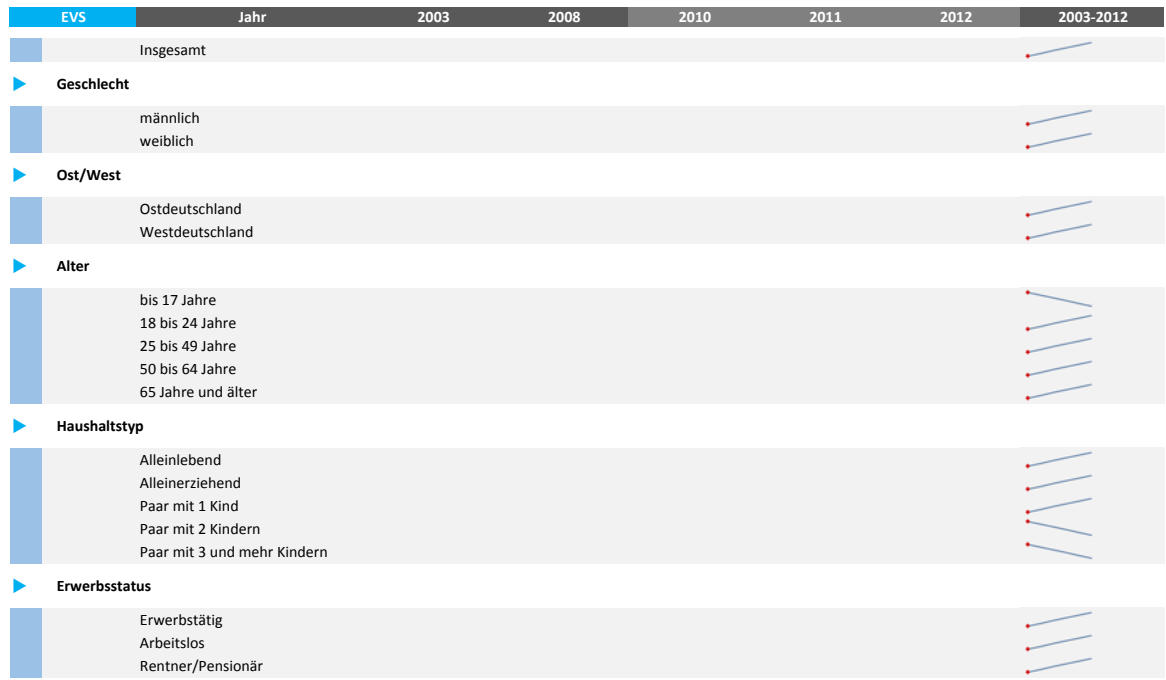 EVS Jahr 2003 2008 2010 2011 2012 2003-2012
Insgesamt
Geschlecht
männlich
weiblich
Ost/West
Ostdeutschland
Westdeutschland
Alter
bis 17 Jahre
18 bis 24 Jahre
25 bis 49 Jahre
50 bis 64 Jahre
65 Jahre und älter
Haushaltstyp
Alleinlebend
Alleinerziehend
Paar mit 1 Kind
Paar mit 2 Kindern
Paar mit 3 und mehr Kindern
Erwerbsstatus
Erwerbstätig
Arbeitslos
Rentner/Pensionär